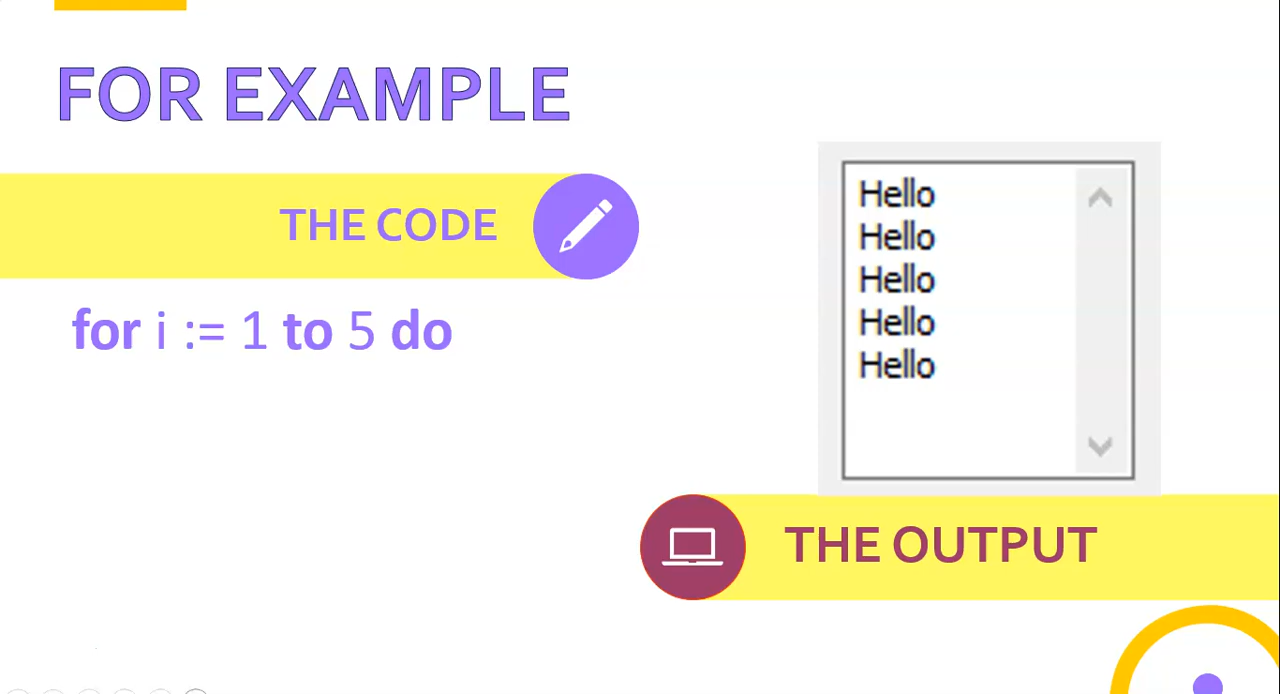 FOR EXAMPLE
THE CODE
for i := 1 to 5 do
Hello
Hello
Hello
Hello
Hello
THE OUTPUT